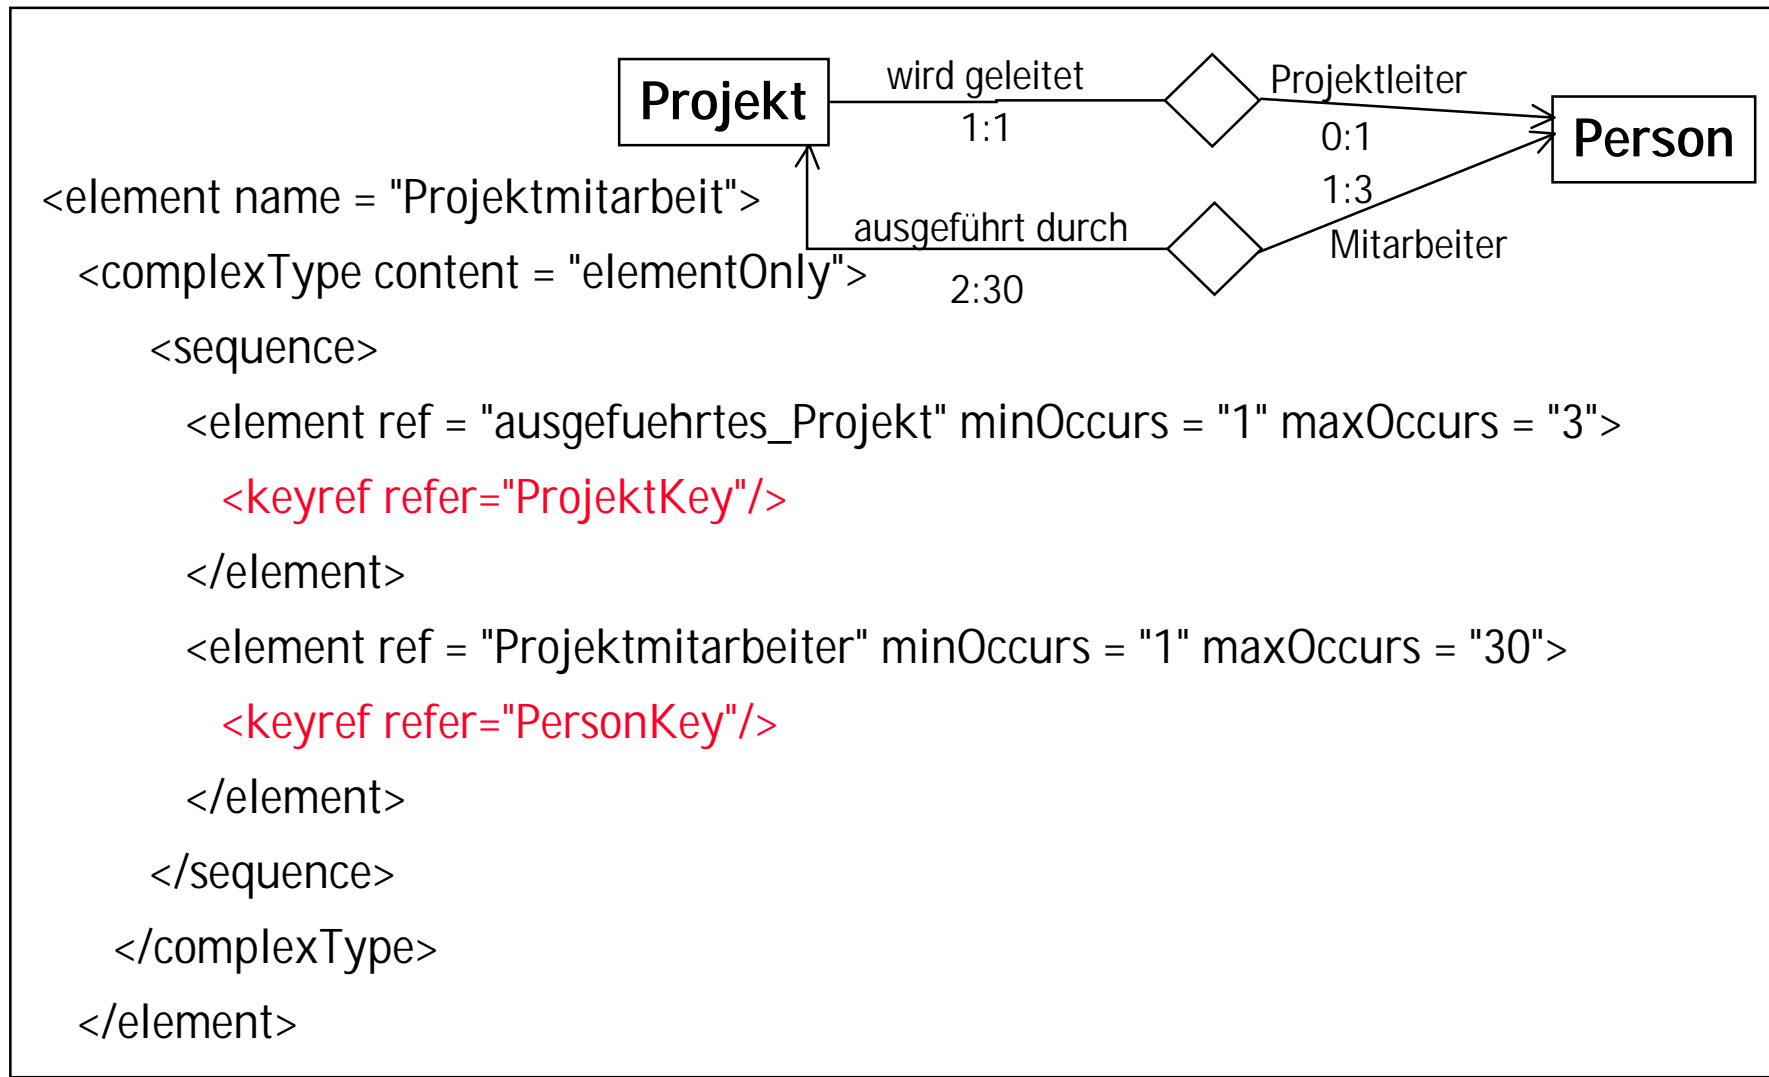 wird geleitet
Projektleiter
Projekt
1:1
0:1
Person
1:3
ausgeführt durch
Mitarbeiter
2:30
<element name = "Projektmitarbeit">
<complexType content = "elementOnly">
<sequence>
<element ref = "ausgefuehrtes_Projekt" minOccurs = "1" maxOccurs = "3">
<keyref refer="ProjektKey"/>
</element>
<element ref = "Projektmitarbeiter" minOccurs = "1" maxOccurs = "30">
<keyref refer="PersonKey"/>
</element>
</sequence>
</complexType>
</element>